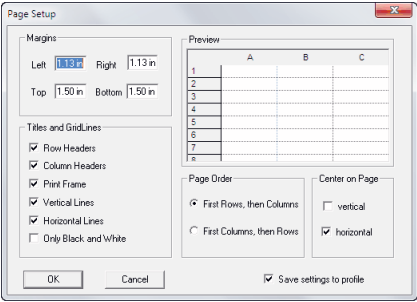 Page Setup
Margins
Left 1.13 in Right 1.13 in
Top 1.50 in Bottom 1.50 in
Titles and GridLines
Row Headers
Column Headers
Print Frame
Vertical Lines
Horizontal Lines
Only Black and White
Preview
A B C
1
2
3
4
5
6
7
8
Page Order
First Rows, then Columns
First Columns, then Rows
Center on Page
vertical
horizontal
OK Cancel Save settings to profile